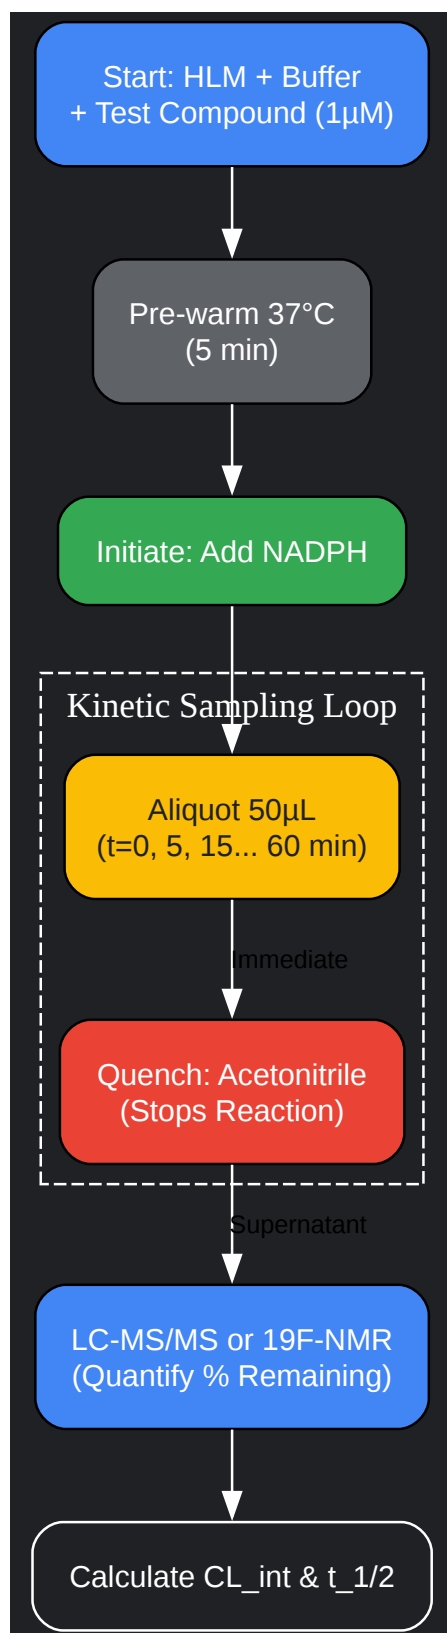 Start: HLM + Buffer
+ Test Compound (1µM)
Pre-warm 37°C
(5 min)
Initiate: Add NADPH
Kinetic Sampling Loop
Aliquot 50µL
(t=0, 5, 15... 60 min)
Immediate
Quench: Acetonitrile
(Stops Reaction)
Supernatant
LC-MS/MS or 19F-NMR
(Quantify % Remaining)
Calculate CL_int & t_1/2